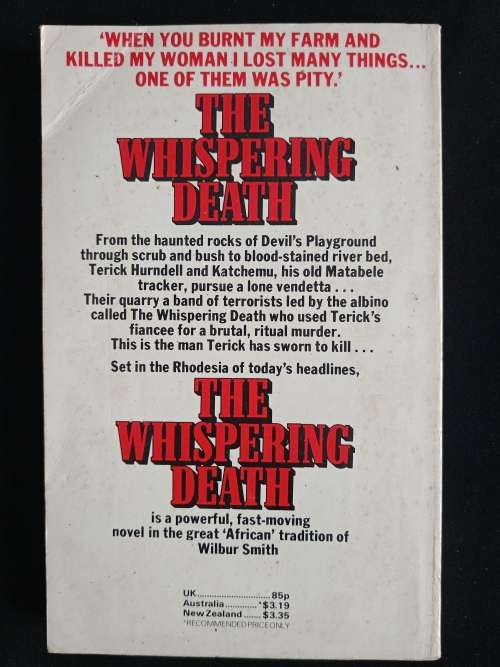 ‘WHEN YOU BURNT MY FARM AND
KILLED MY WOMAN I LOST MANY THINGS...
ONE OF THEM WAS PITY.’
THE
WHISPERING
DEATH
From the haunted rocks of Devil's Playground
through scrub and bush to blood-stained river bed,
Terick Hurndell and Katchemu, his old Matabele
tracker, pursue a lone vendetta . . .
Their quarry a band of terrorists led by the albino
called The Whispering Death who used Terick's
fiancee for a brutal, ritual murder.
This is the man Terick has sworn to kill . . .
Set in the Rhodesia of today's headlines,
THE
WHISPERING
DEATH
is a powerful, fast-moving
novel in the great ‘African’ tradition of
Wilbur Smith
UK.............................. 85p
Australia............. *$3.19
New Zealand....... $3.35
*RECOMMENDED PRICE ONLY